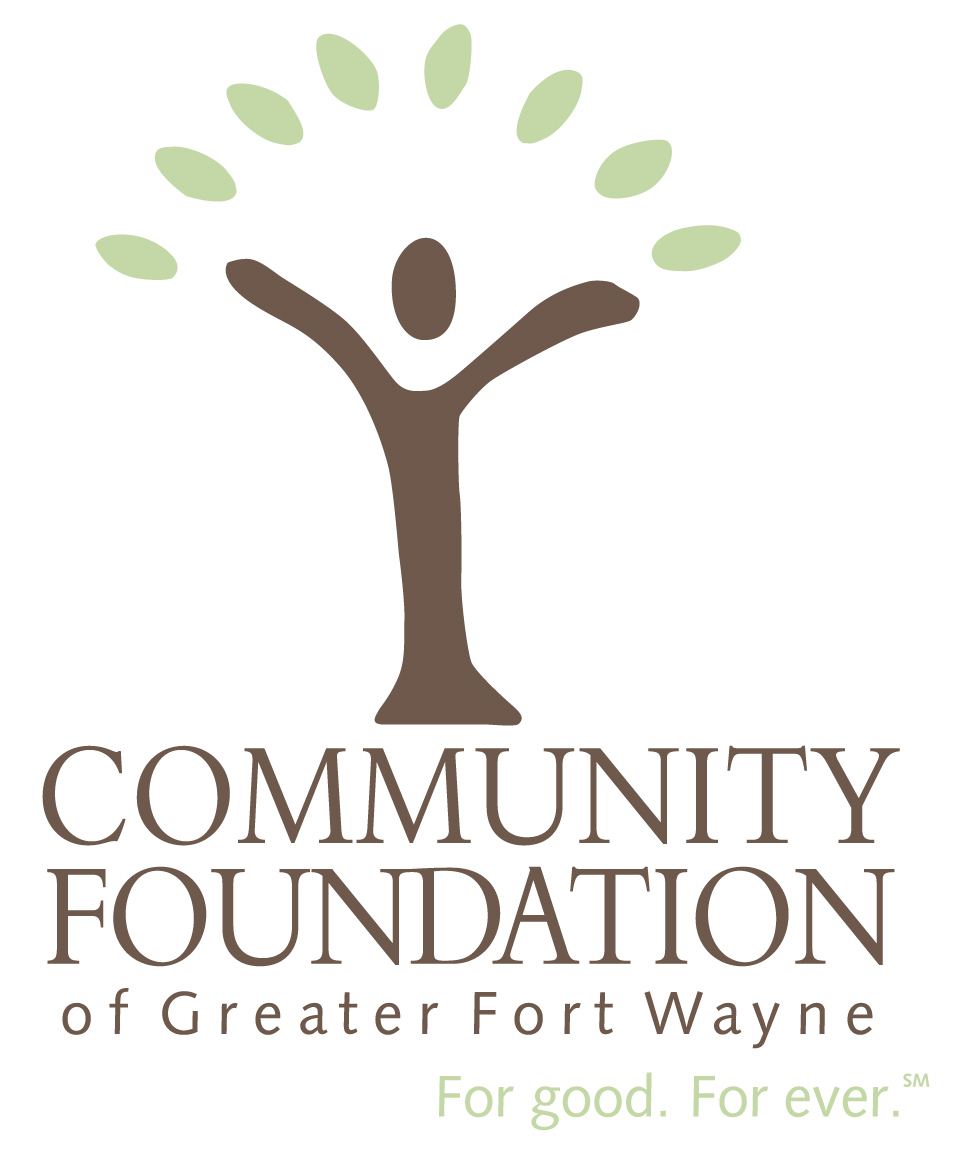 COMMUNITY
FOUNDATION
of Greater Fort Wayne
For good. For ever.℠